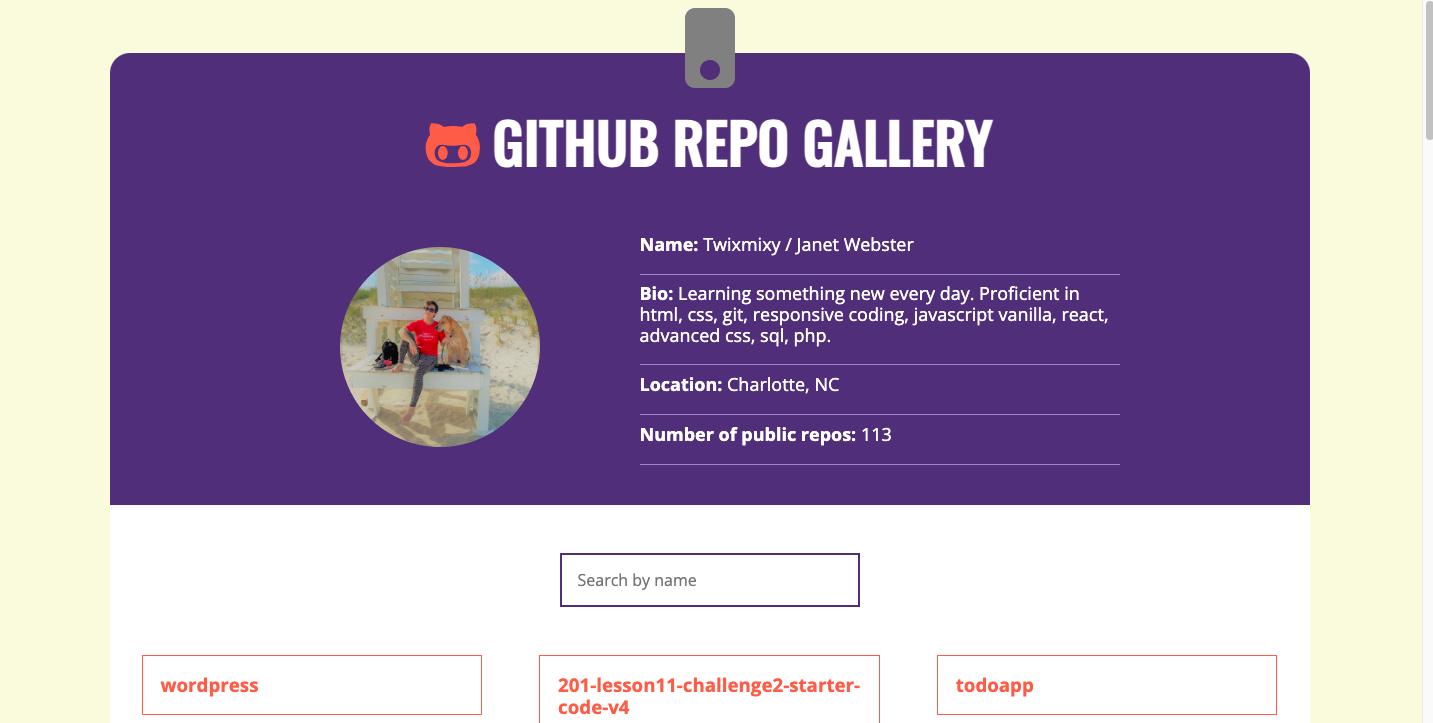 GITHUB REPO GALLERY
Name: Twixmixy / Janet Webster
Bio: Learning something new every day. Proficient in
html, css, git, responsive coding, javascript vanilla, react,
advanced css, sql, php.
Location: Charlotte, NC
Number of public repos: 113
Search by name
wordpress
201-lesson11-challenge2-starter-
code-v4
todoapp